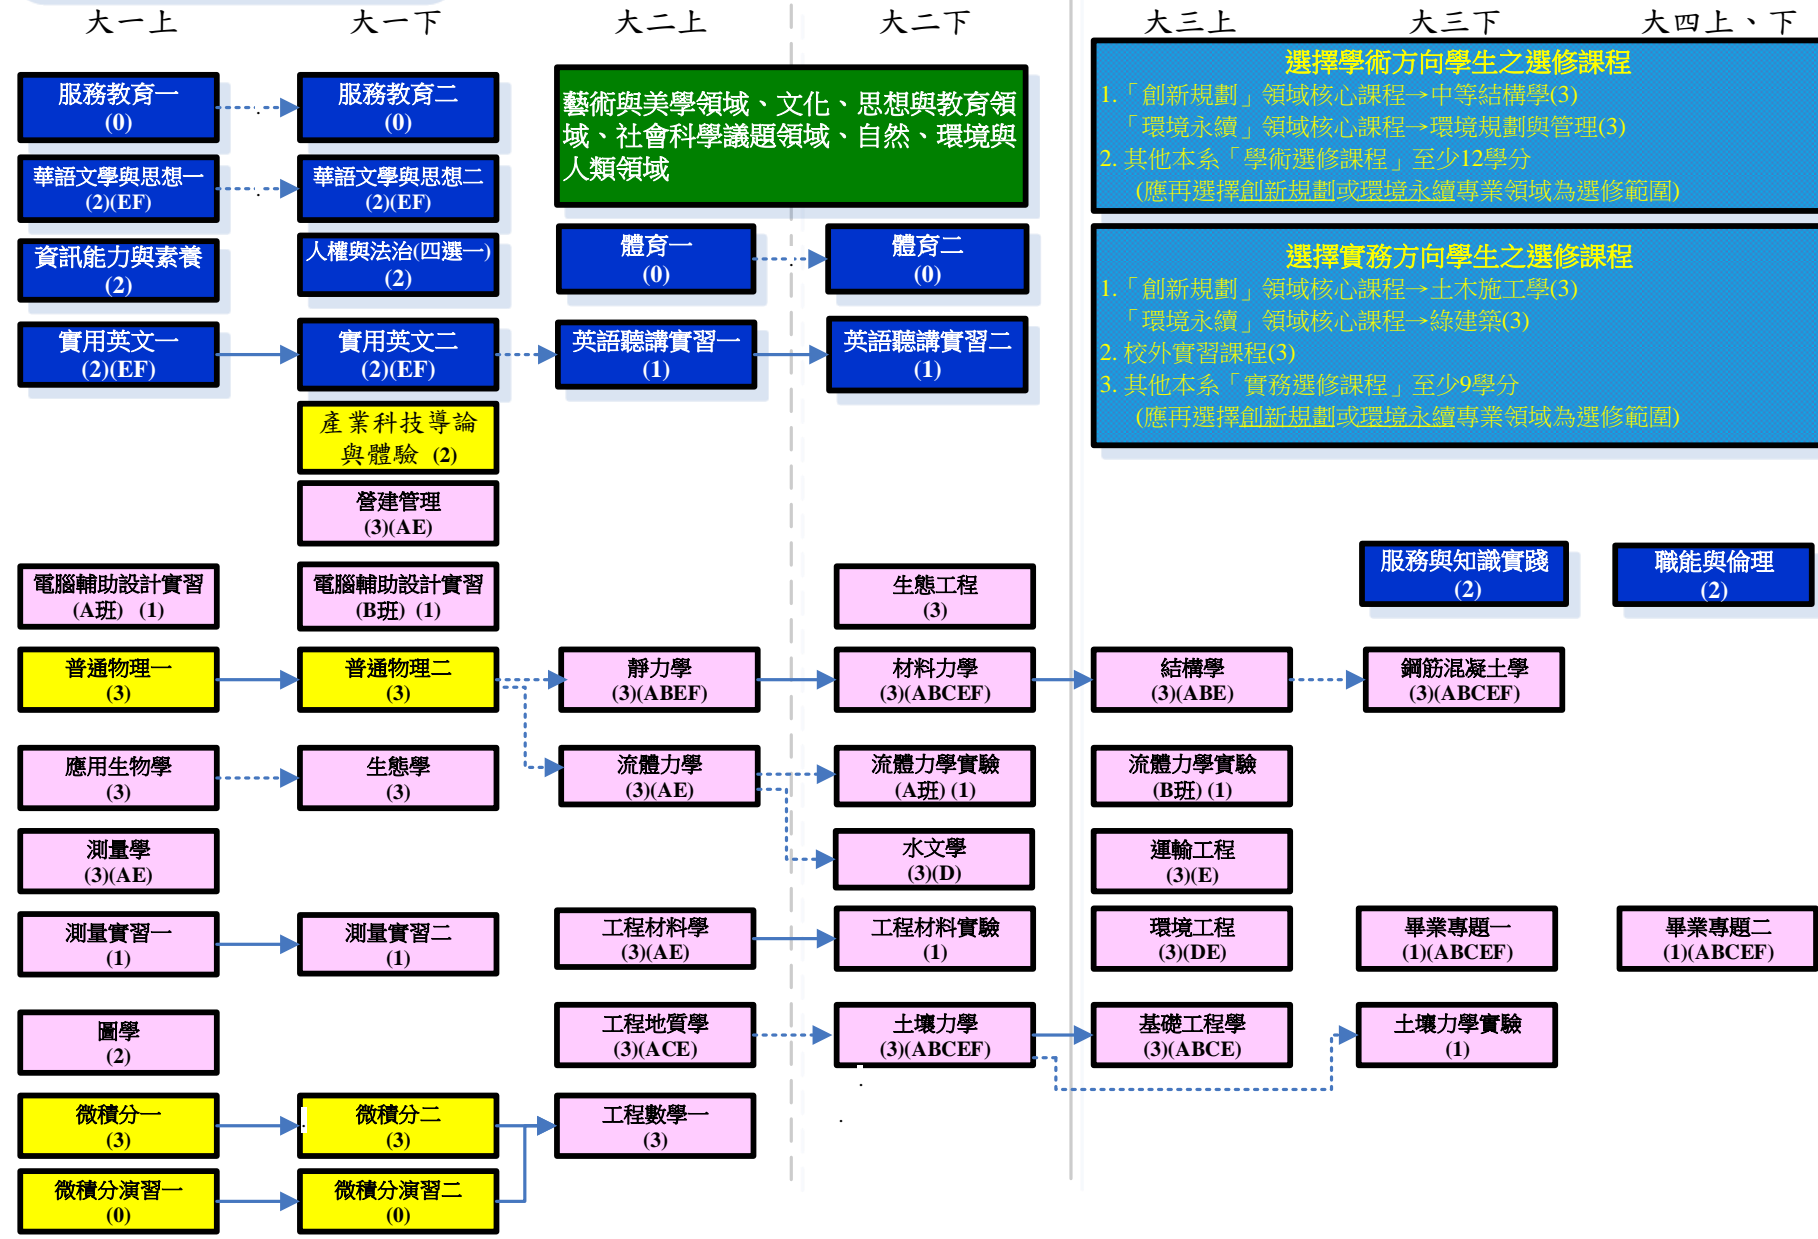 大一上
大一下
大二上
大二下
大三上
大三下
大四上、下
服務教育一
(0)
服務教育二
(0)
藝術與美學領域、文化、思想與教育領
域、社會科學議題領域、自然、環境與
人類領域
選擇學術方向學生之選修課程
1.「創新規劃」領域核心課程→中等結構學(3)
「環境永續」領域核心課程→環境規劃與管理(3)
2. 其他本系「學術選修課程」至少12學分
(應再選擇創新規劃或環境永續專業領域為選修範圍)
華語文學與思想一
(2)(EF)
華語文學與思想二
(2)(EF)
資訊能力與素養
(2)
人權與法治(四選一)
(2)
體育一
(0)
體育二
(0)
選擇實務方向學生之選修課程
1.「創新規劃」領域核心課程→土木施工學(3)
「環境永續」領域核心課程→綠建築(3)
2. 校外實習課程(3)
3. 其他本系「實務選修課程」至少9學分
(應再選擇創新規劃或環境永續專業領域為選修範圍)
實用英文一
(2)(EF)
實用英文二
(2)(EF)
英語聽講實習一
(1)
英語聽講實習二
(1)
產業科技導論
與體驗 (2)
營建管理
(3)(AE)
電腦輔助設計實習
(A班) (1)
電腦輔助設計實習
(B班) (1)
生態工程
(3)
服務與知識實踐
(2)
職能與倫理
(2)
普通物理一
(3)
普通物理二
(3)
靜力學
(3)(ABEF)
材料力學
(3)(ABCEF)
結構學
(3)(ABE)
鋼筋混凝土學
(3)(ABCEF)
應用生物學
(3)
生態學
(3)
流體力學
(3)(AE)
流體力學實驗
(A班) (1)
流體力學實驗
(B班) (1)
測量學
(3)(AE)
水文學
(3)(D)
運輸工程
(3)(E)
測量實習一
(1)
測量實習二
(1)
工程材料學
(3)(AE)
工程材料實驗
(1)
環境工程
(3)(DE)
畢業專題一
(1)(ABCEF)
畢業專題二
(1)(ABCEF)
圖學
(2)
工程地質學
(3)(ACE)
土壤力學
(3)(ABCEF)
基礎工程學
(3)(ABCE)
土壤力學實驗
(1)
微積分一
(3)
微積分二
(3)
工程數學一
(3)
微積分演習一
(0)
微積分演習二
(0)